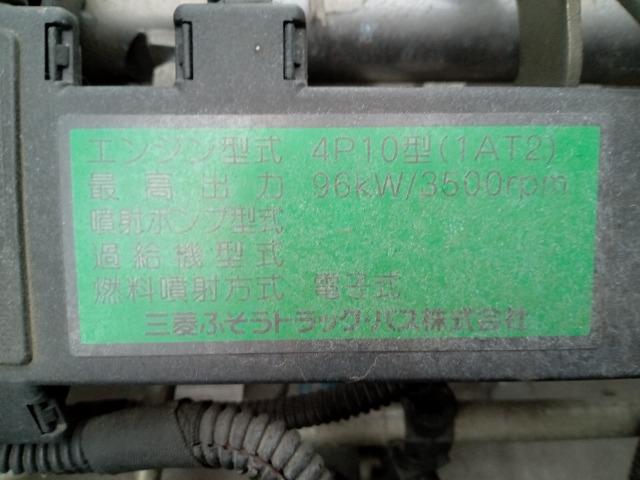 エンジン型式 4P10型(1AT2)
最高出力 96kW/3500rpm
噴射ポンプ型式 —
過給機型式
燃料噴射方式 電子式
三菱ふそうトラック・バス株式会社